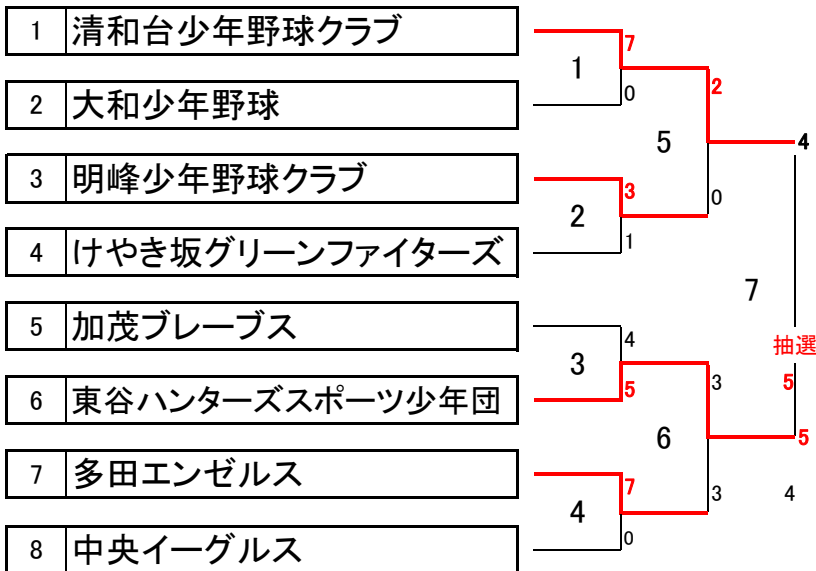 1 清和台少年野球クラブ
2 大和少年野球
3 明峰少年野球クラブ
4 けやき坂グリーンファイターズ
5 加茂ブレーブス
6 東谷ハンターズスポーツ少年団
7 多田エンゼルス
8 中央イーグルス
7
1
0
2
5
4
3
0
2
1
7
4
抽選
3
5
3
5
6
5
7
3
4
4
0